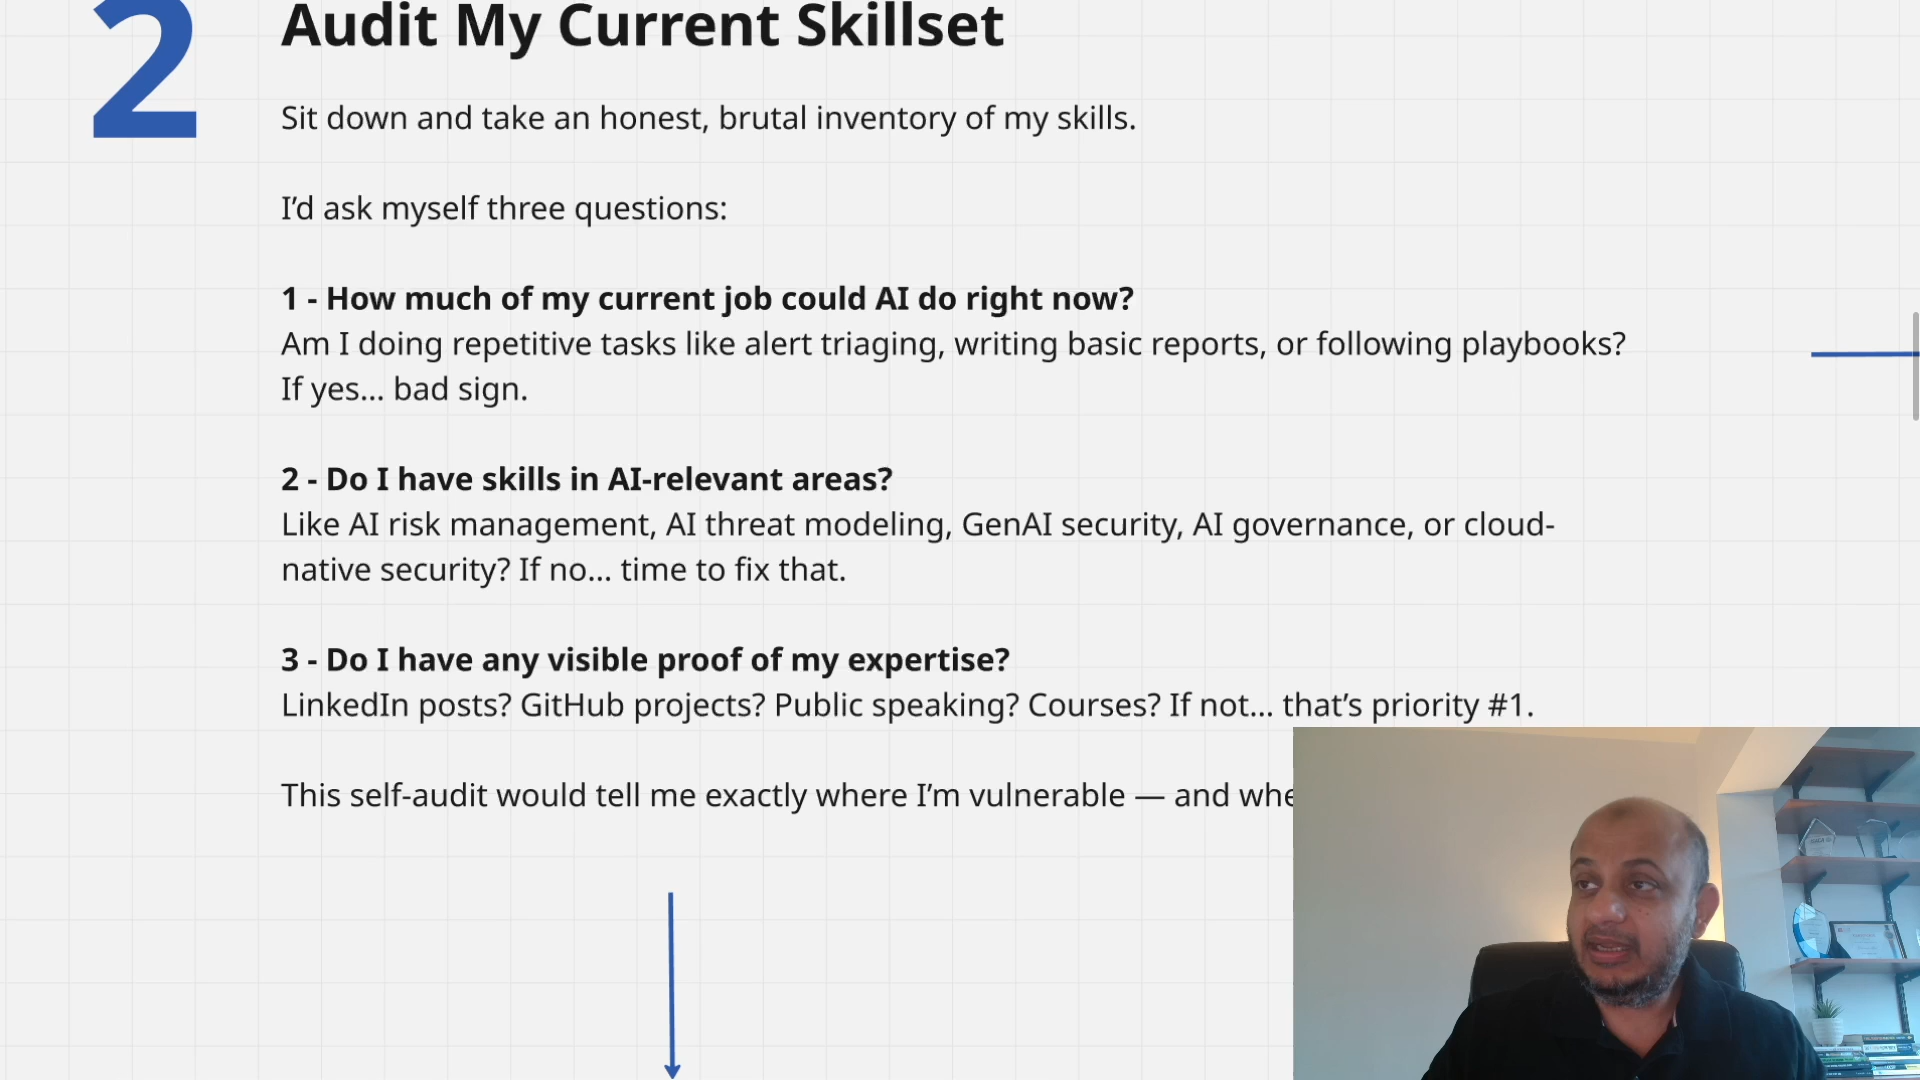 2
Audit My Current Skillset
Sit down and take an honest, brutal inventory of my skills.
I’d ask myself three questions:
1 - How much of my current job could AI do right now?
Am I doing repetitive tasks like alert triaging, writing basic reports, or following playbooks?
If yes... bad sign.
2 - Do I have skills in AI-relevant areas?
Like AI risk management, AI threat modeling, GenAI security, AI governance, or cloud-
native security? If no... time to fix that.
3 - Do I have any visible proof of my expertise?
LinkedIn posts? GitHub projects? Public speaking? Courses? If not... that’s priority #1.
This self-audit would tell me exactly where I’m vulnerable — and